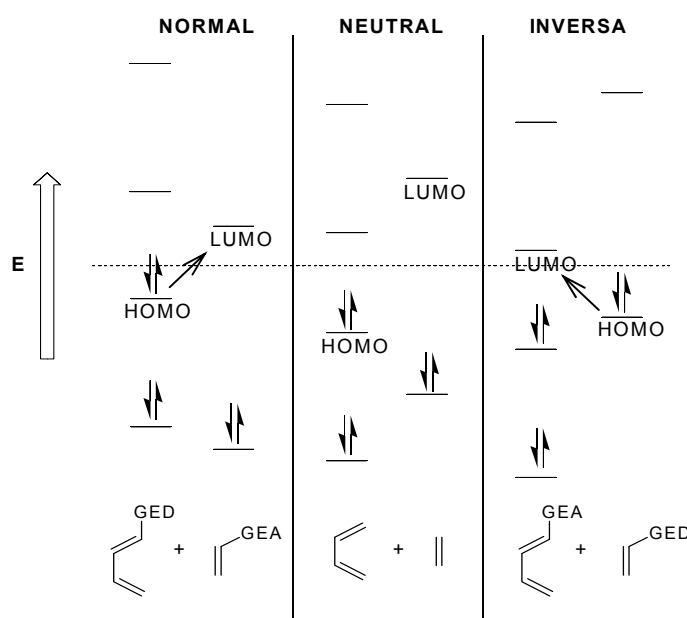 NORMAL NEUTRAL INVERSA
LUMO
LUMO
E
LUMO
HOMO
HOMO
HOMO
GED
GEA
+
+
GEA
GED
+